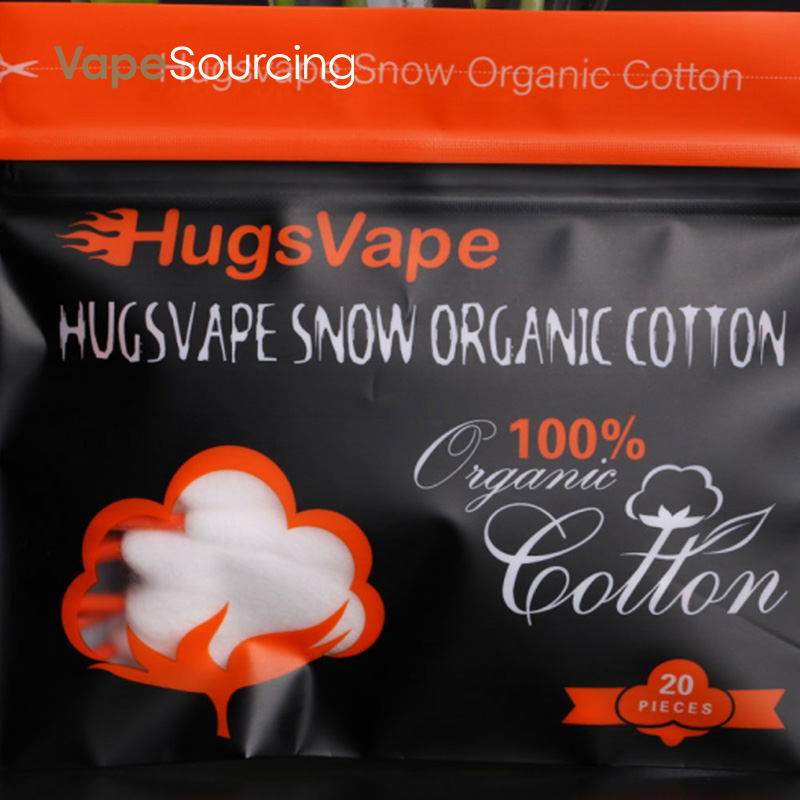 VapeSourcing
Hugsvape Snow Organic Cotton
HugsVape
HUGSVAPE SNOW ORGANIC COTTON
100%
Organic
Cotton
20
PIECES